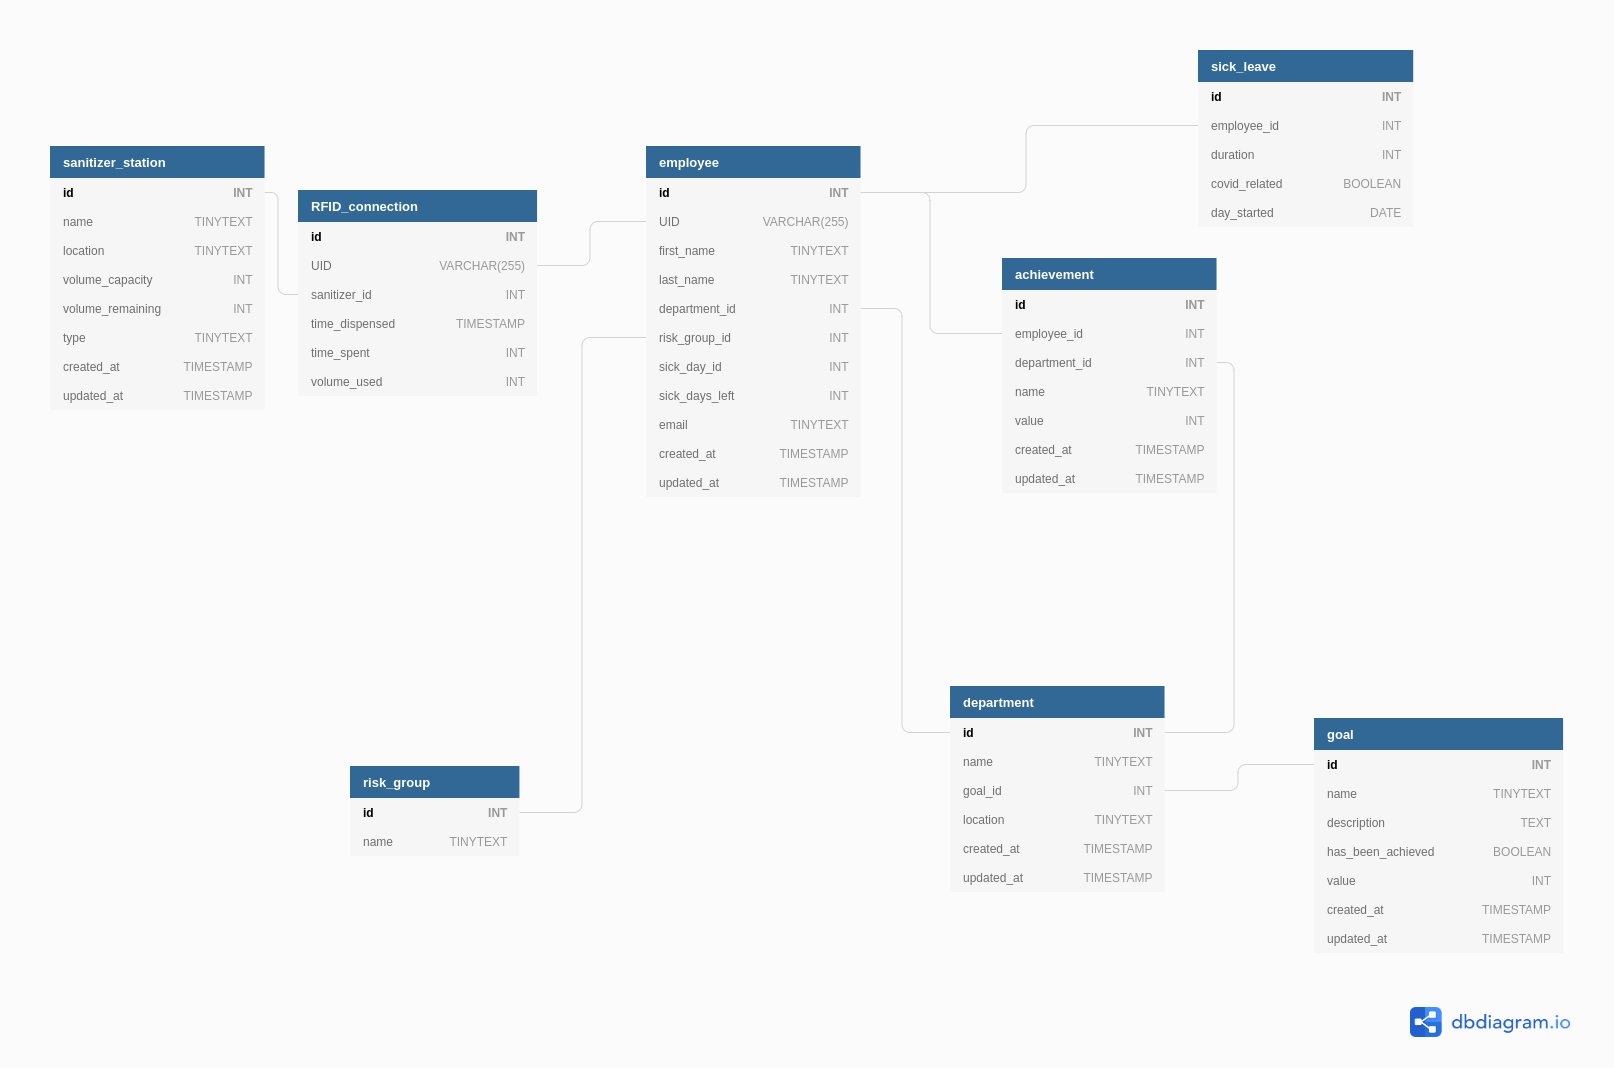 sanitizer_station
id INT
name TINYTEXT
location TINYTEXT
volume_capacity INT
volume_remaining INT
type TINYTEXT
created_at TIMESTAMP
updated_at TIMESTAMP
RFID_connection
id INT
UID VARCHAR(255)
sanitizer_id INT
time_dispensed TIMESTAMP
time_spent INT
volume_used INT
employee
id INT
UID VARCHAR(255)
first_name TINYTEXT
last_name TINYTEXT
department_id INT
risk_group_id INT
sick_day_id INT
sick_days_left INT
email TINYTEXT
created_at TIMESTAMP
updated_at TIMESTAMP
sick_leave
id INT
employee_id INT
duration INT
covid_related BOOLEAN
day_started DATE
achievement
id INT
employee_id INT
department_id INT
name TINYTEXT
value INT
created_at TIMESTAMP
updated_at TIMESTAMP
risk_group
id INT
name TINYTEXT
department
id INT
name TINYTEXT
goal_id INT
location TINYTEXT
created_at TIMESTAMP
updated_at TIMESTAMP
goal
id INT
name TINYTEXT
description TEXT
has_been_achieved BOOLEAN
value INT
created_at TIMESTAMP
updated_at TIMESTAMP
dbdiagram.io